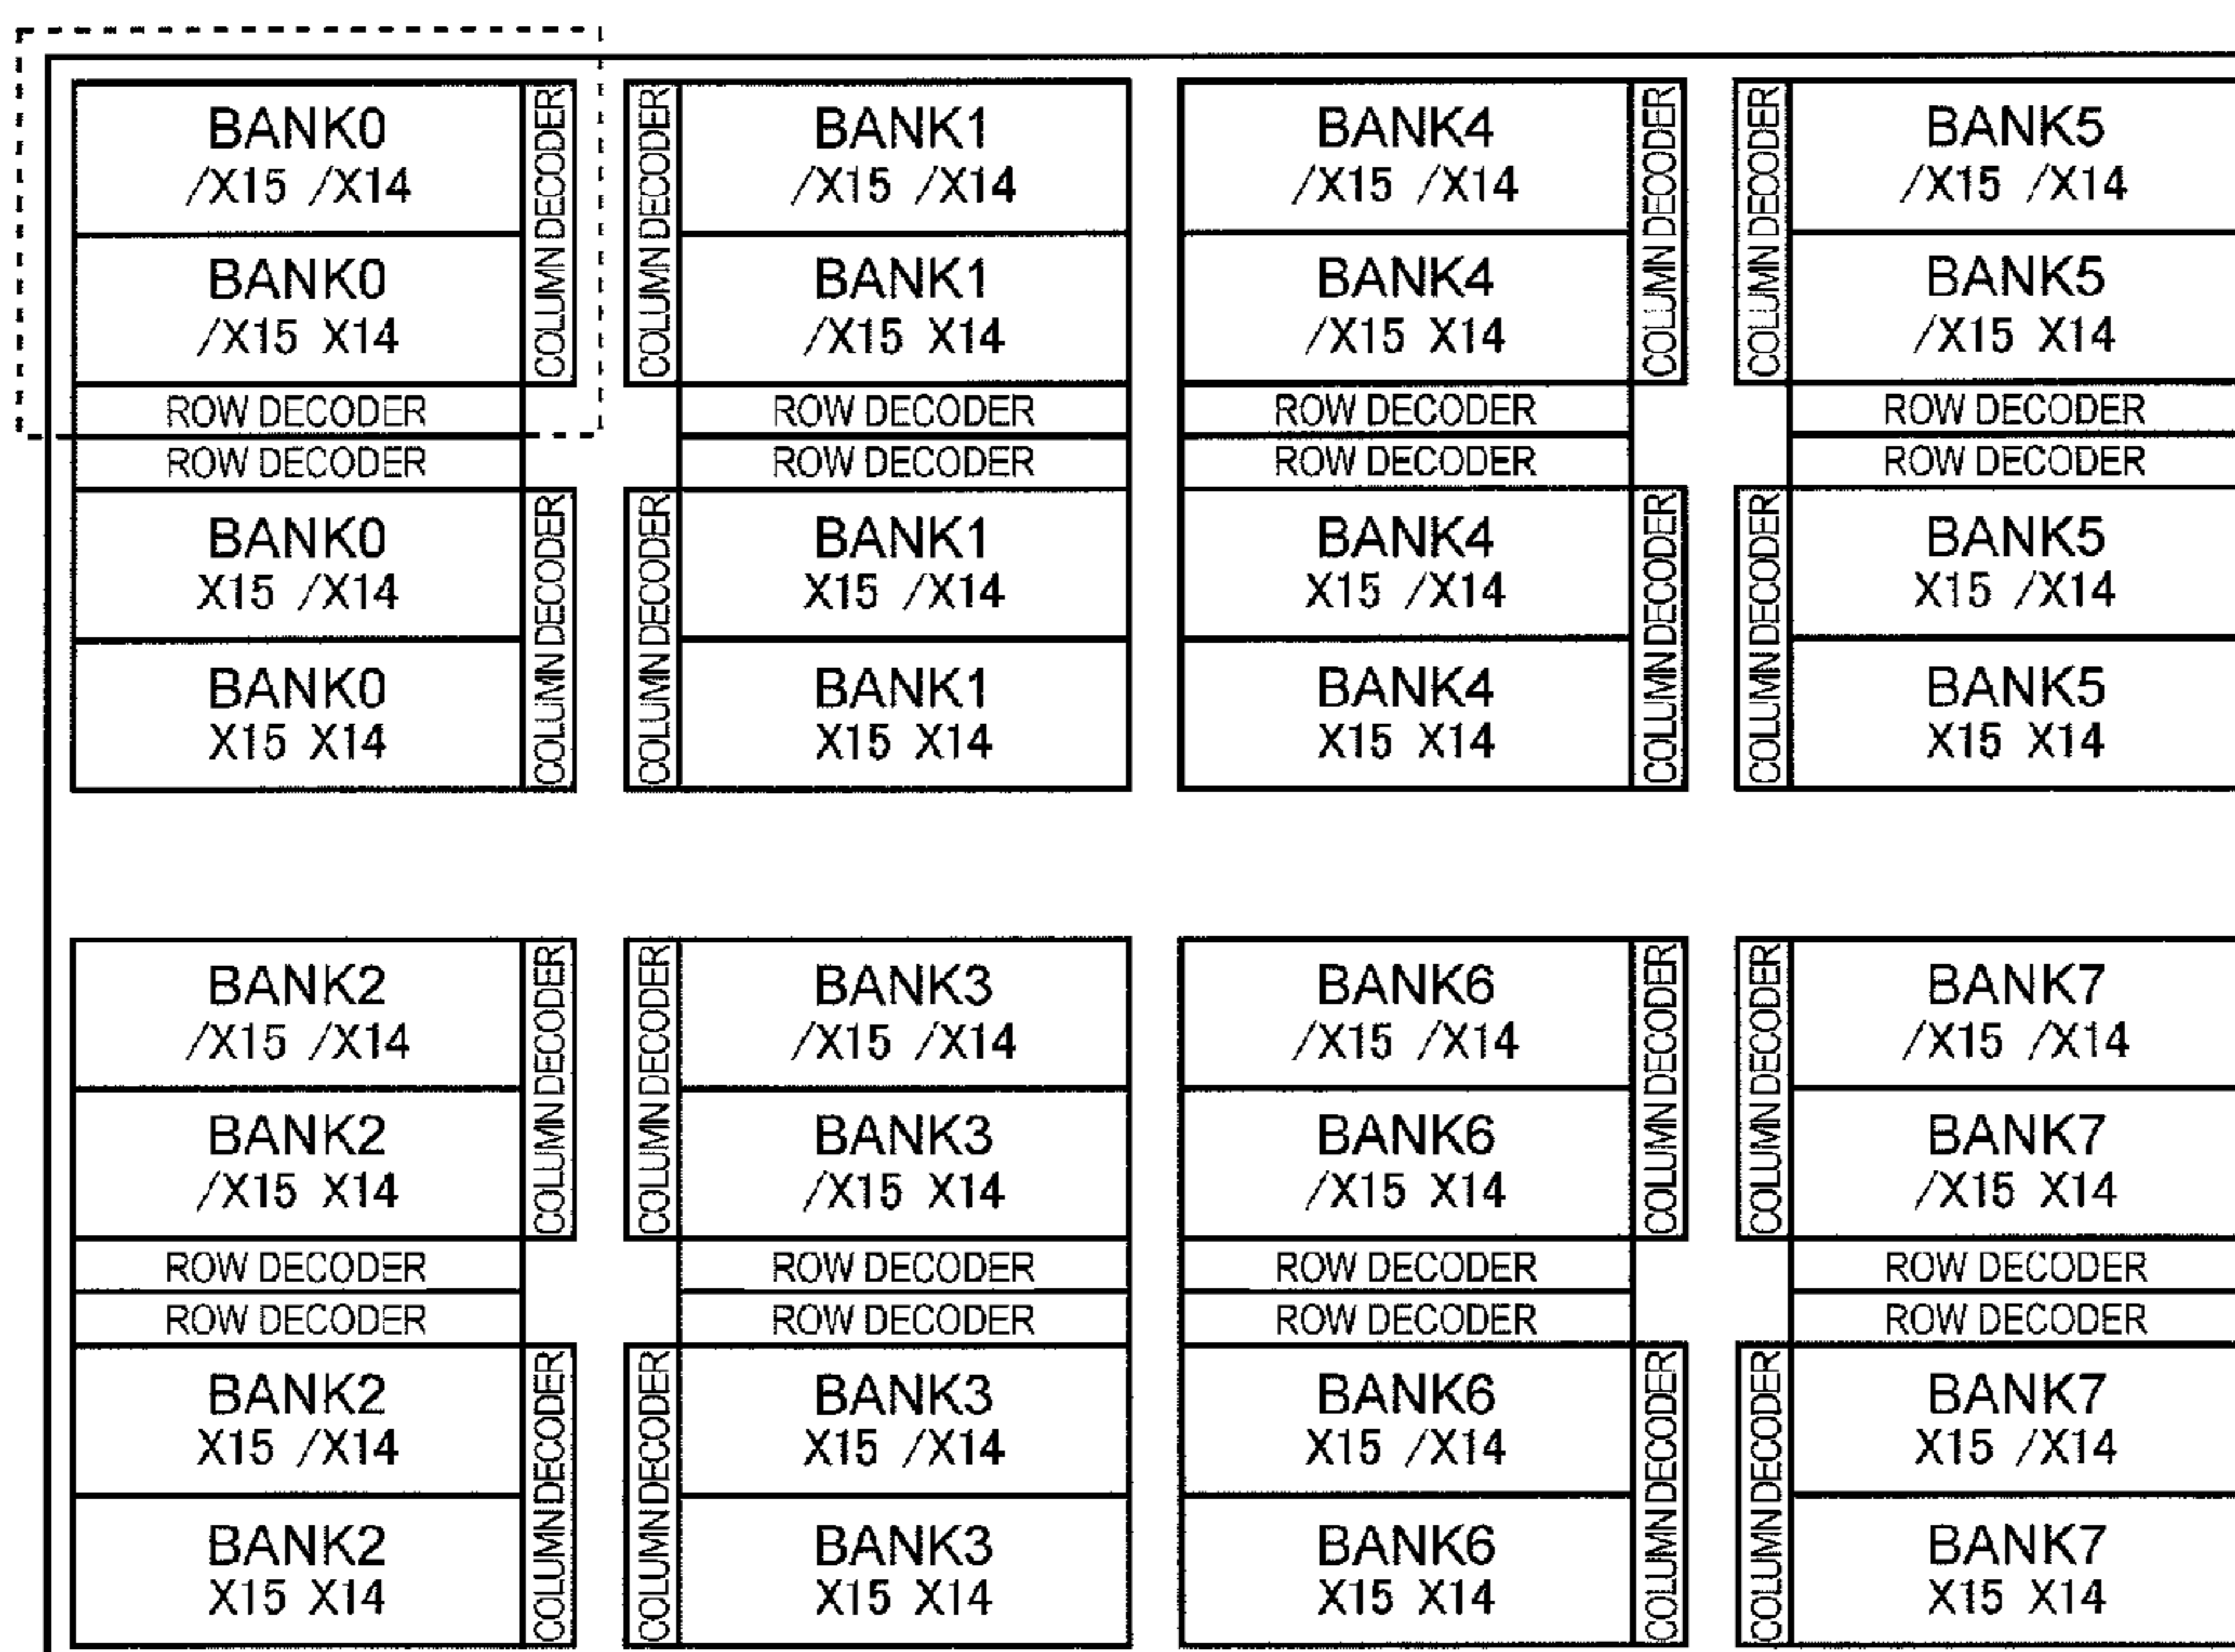 BANK0
/X15 /X14
BANK0
/X15 X14
COLUMN DECODER
ROW DECODER
ROW DECODER
BANK0
X15 /X14
BANK0
X15 X14
COLUMN DECODER
COLUMN DECODER
BANK1
/X15 /X14
BANK1
/X15 X14
ROW DECODER
ROW DECODER
COLUMN DECODER
BANK1
X15 /X14
BANK1
X15 X14
BANK4
/X15 /X14
BANK4
/X15 X14
COLUMN DECODER
ROW DECODER
ROW DECODER
BANK4
X15 /X14
BANK4
X15 X14
COLUMN DECODER
COLUMN DECODER
BANK5
/X15 /X14
BANK5
/X15 X14
ROW DECODER
ROW DECODER
COLUMN DECODER
BANK5
X15 /X14
BANK5
X15 X14
BANK2
/X15 /X14
BANK2
/X15 X14
COLUMN DECODER
ROW DECODER
ROW DECODER
BANK2
X15 /X14
BANK2
X15 X14
COLUMN DECODER
COLUMN DECODER
BANK3
/X15 /X14
BANK3
/X15 X14
ROW DECODER
ROW DECODER
COLUMN DECODER
BANK3
X15 /X14
BANK3
X15 X14
BANK6
/X15 /X14
BANK6
/X15 X14
COLUMN DECODER
ROW DECODER
ROW DECODER
BANK6
X15 /X14
BANK6
X15 X14
COLUMN DECODER
COLUMN DECODER
BANK7
/X15 /X14
BANK7
/X15 X14
ROW DECODER
ROW DECODER
COLUMN DECODER
BANK7
X15 /X14
BANK7
X15 X14